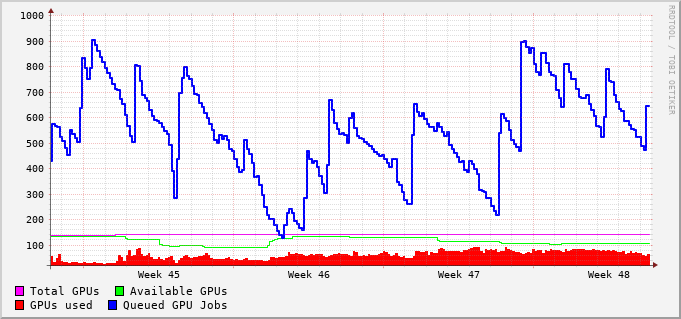 1000
900
800
700
600
500
400
300
200
100
Week 45 Week 46 Week 47 Week 48
Total GPUs Available GPUs
GPUs used Queued GPU Jobs
RRDTOOL / TOBI OETIKER